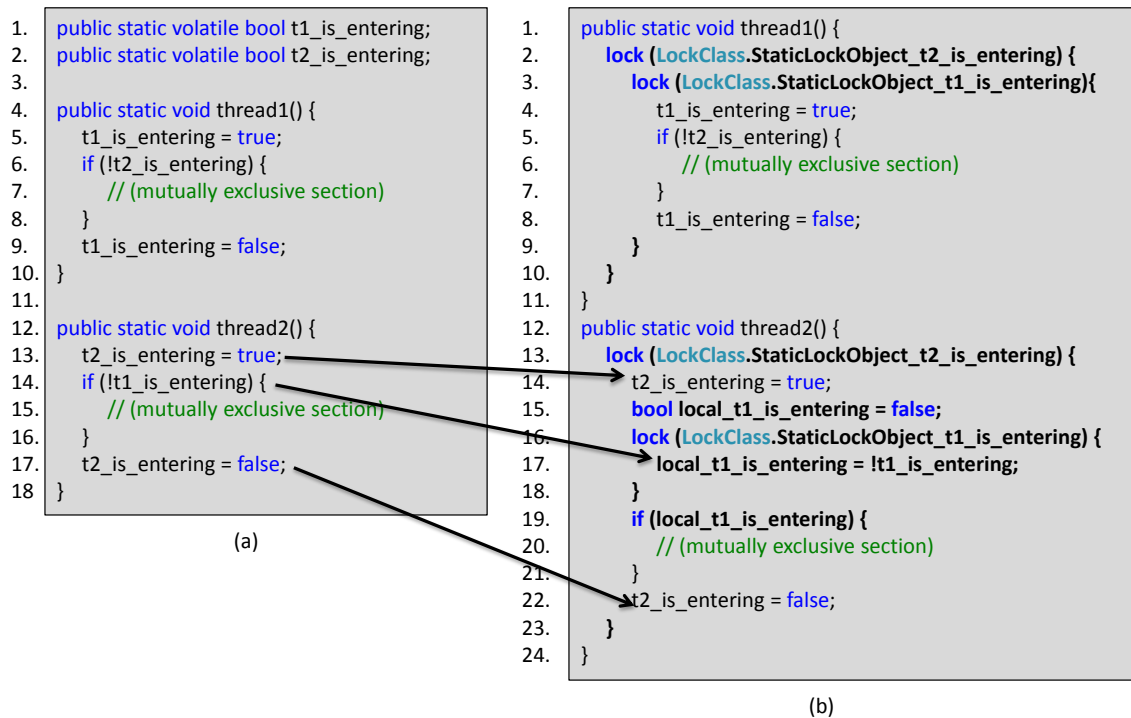 1. public static volatile bool t1_is_entering;
2. public static volatile bool t2_is_entering;
3.
4. public static void thread1() {
5. t1_is_entering = true;
6. if (!t2_is_entering) {
7. // (mutually exclusive section)
8. }
9. t1_is_entering = false;
10. }
11.
12. public static void thread2() {
13. t2_is_entering = true;
14. if (!t1_is_entering) {
15. // (mutually exclusive section)
16. }
17. t2_is_entering = false;
18 }
(a)
1. public static void thread1() {
2. lock (LockClass.StaticLockObject_t2_is_entering) {
3. lock (LockClass.StaticLockObject_t1_is_entering){
4. t1_is_entering = true;
5. if (!t2_is_entering) {
6. // (mutually exclusive section)
7. }
8. t1_is_entering = false;
9. }
10. }
11. }
12. public static void thread2() {
13. lock (LockClass.StaticLockObject_t2_is_entering) {
14. t2_is_entering = true;
15. bool local_t1_is_entering = false;
16. lock (LockClass.StaticLockObject_t1_is_entering) {
17. local_t1_is_entering = !t1_is_entering;
18. }
19. if (local_t1_is_entering) {
20. // (mutually exclusive section)
21. }
22. t2_is_entering = false;
23. }
24. }
(b)